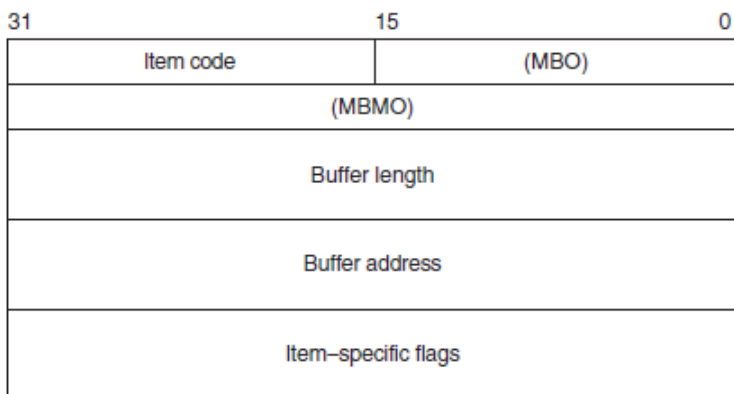 31 15 0
Item code (MBO)
(MBMO)
Buffer length
Buffer address
Item–specific flags